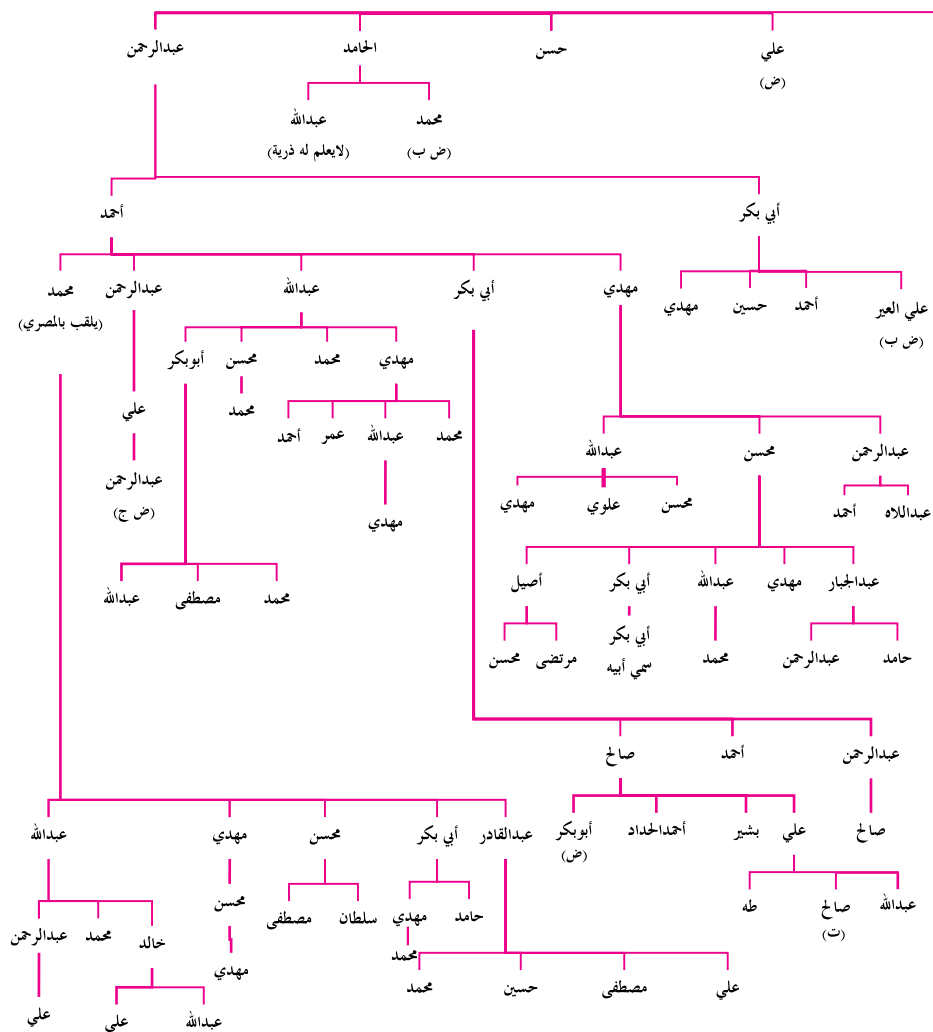 علي حسن الحامد عبدالرحمن
(ض)
محمد عبدالله
(ض ب) (لايعلم له ذرية)
أبي بكر أحمد
علي العير أحمد حسين مهدي مهدي أبي بكر عبدالله عبدالرحمن محمد
(ض ب) (يلقب بالمصري)
مهدي محمد محسن أبوبكر
محمد عبدالله عمر أحمد محمد علي
عبدالرحمن محسن عبدالله
عبدالرحمن
(ض ج)
عبداللاه أحمد محسن علوي مهدي مهدي
عبدالجبار مهدي عبدالله أبي بكر أصيل
محمد مصطفى عبدالله
حامد عبدالرحمن محمد أبي بكر مرتضى محسن
سمي أبيه
عبدالرحمن أحمد صالح
صالح علي بشير أحمدالحداد أبوبكر
(ض)
عبدالقادر أبي بكر محسن مهدي عبدالله
عبدالله صالح طه
(ت)
حامد مهدي سلطان مصطفى محسن خالد محمد عبدالرحمن
محمد مهدي
علي مصطفى حسين محمد
عبدالله علي علي